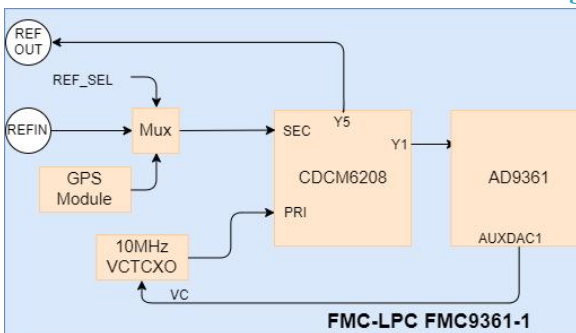 REF
OUT
REF_SEL
REFIN
Mux
SEC
Y5
Y1
CDCM6208
AD9361
GPS
Module
PRI
AUXDAC1
10MHz
VCTCXO
VC
FMC-LPC FMC9361-1